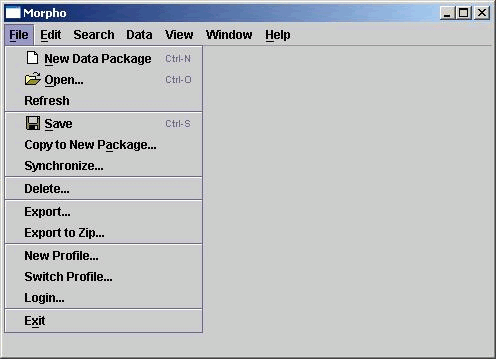 Morpho
File Edit Search Data View Window Help
New Data Package Ctrl-N
Open... Ctrl-O
Refresh
Save Ctrl-S
Copy to New Package...
Synchronize...
Delete...
Export...
Export to Zip...
New Profile...
Switch Profile...
Login...
Exit